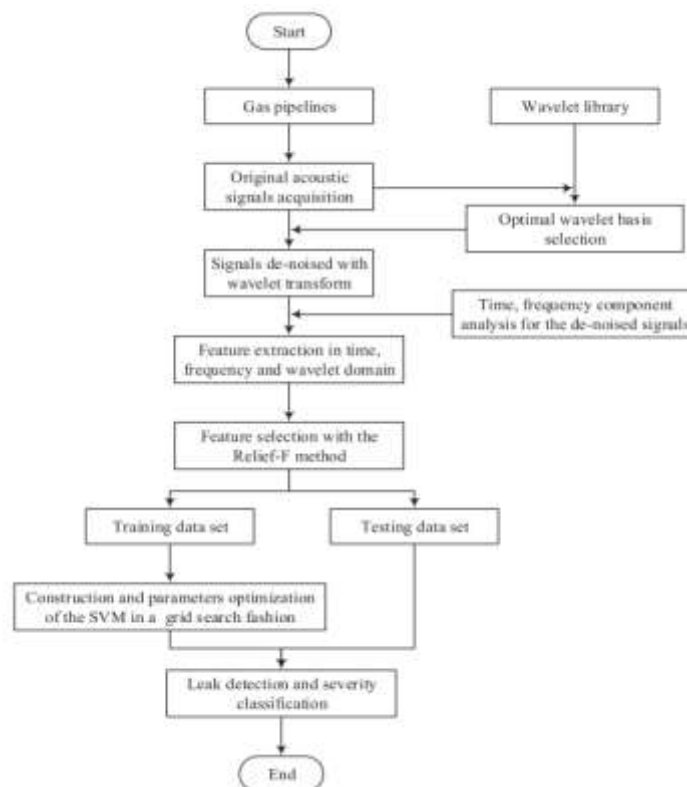 Start
Gas pipelines
Wavelet library
Original acoustic
signals acquisition
Optimal wavelet basis
selection
Signals de-noised with
wavelet transform
Time, frequency component
analysis for the de-noised signals
Feature extraction in time,
frequency and wavelet domain
Feature selection with the
Relief-F method
Training data set
Testing data set
Construction and parameters optimization
of the SVM in a grid search fashion
Leak detection and severity
classification
End